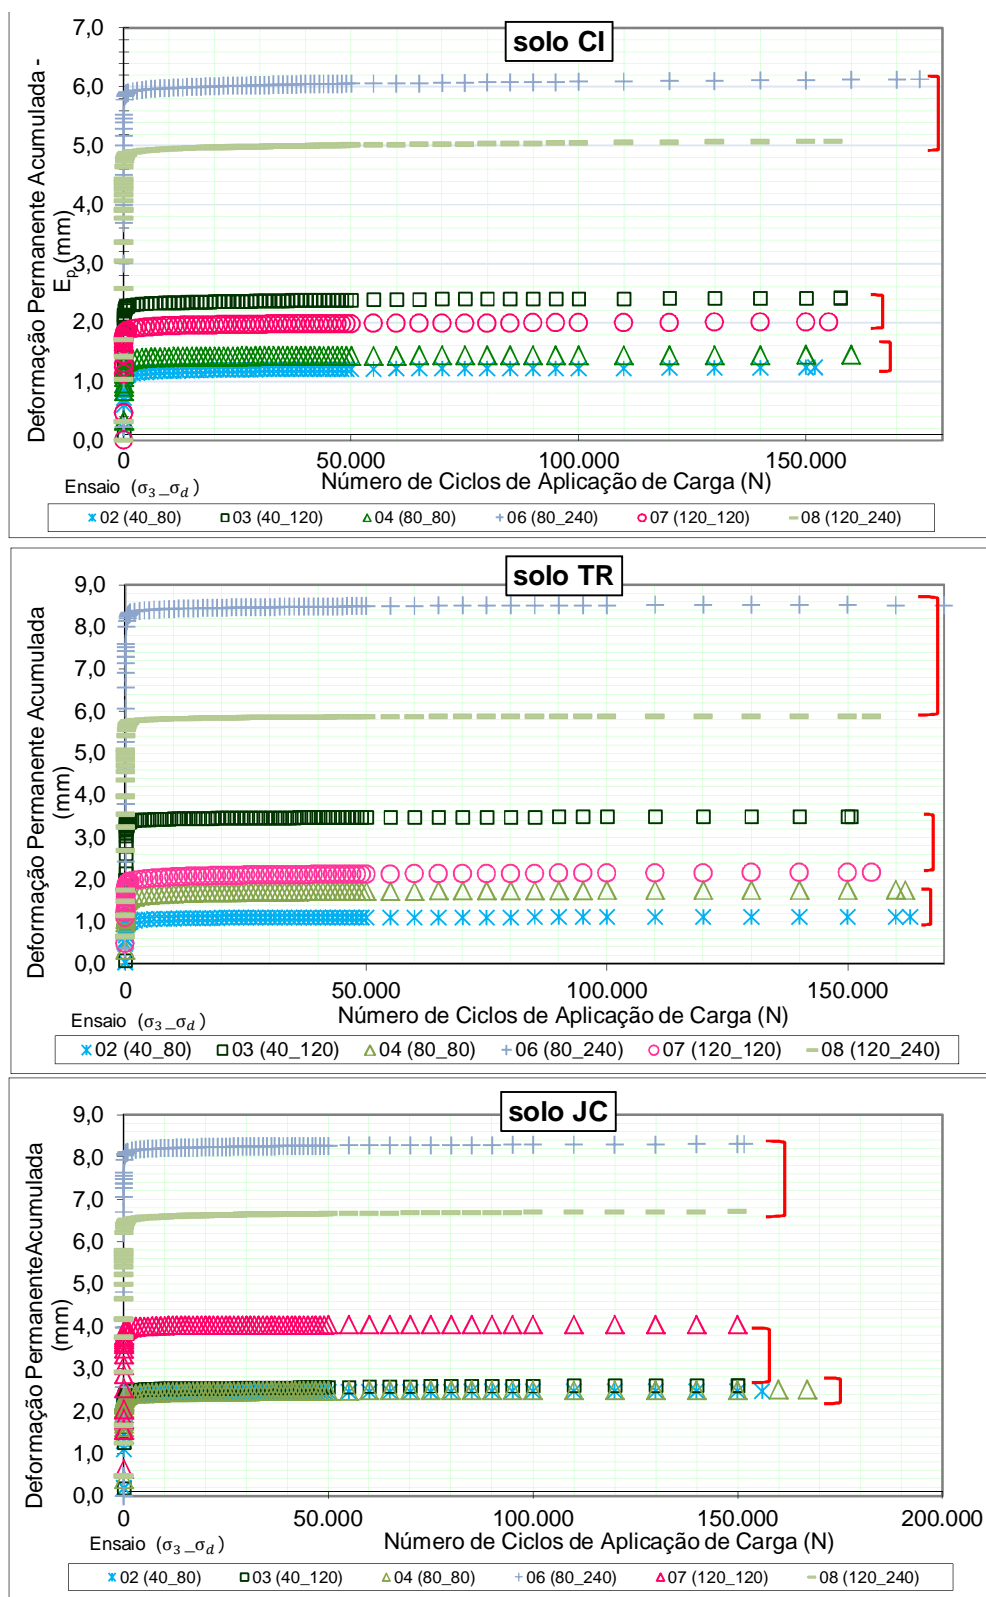 solo CI
7,0
6,0
5,0
4,0
3,0
2,0
1,0
0,0
Deformação Permanente Acumulada -
Ep (mm)
0
50.000
100.000
150.000
Ensaio (σ3_σd)
Número de Ciclos de Aplicação de Carga (N)
02 (40_80) 03 (40_120) 04 (80_80) 06 (80_240) 07 (120_120) 08 (120_240)
solo TR
9,0
8,0
7,0
6,0
5,0
4,0
3,0
2,0
1,0
0,0
Deformação Permanente Acumulada
(mm)
0
50.000
100.000
150.000
Ensaio (σ3_σd)
Número de Ciclos de Aplicação de Carga (N)
02 (40_80) 03 (40_120) 04 (80_80) 06 (80_240) 07 (120_120) 08 (120_240)
solo JC
9,0
8,0
7,0
6,0
5,0
4,0
3,0
2,0
1,0
0,0
Deformação PermanenteAcumulada
(mm)
0
50.000
100.000
150.000
200.000
Ensaio (σ3_σd)
Número de Ciclos de Aplicação de Carga (N)
02 (40_80) 03 (40_120) 04 (80_80) 06 (80_240) 07 (120_120) 08 (120_240)